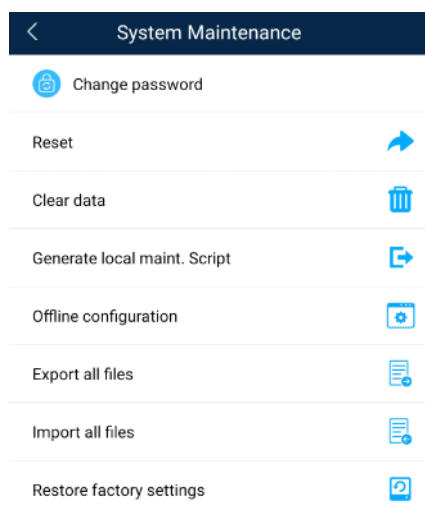 System Maintenance
Change password
Reset
Clear data
Generate local maint. Script
Offline configuration
Export all files
Import all files
Restore factory settings